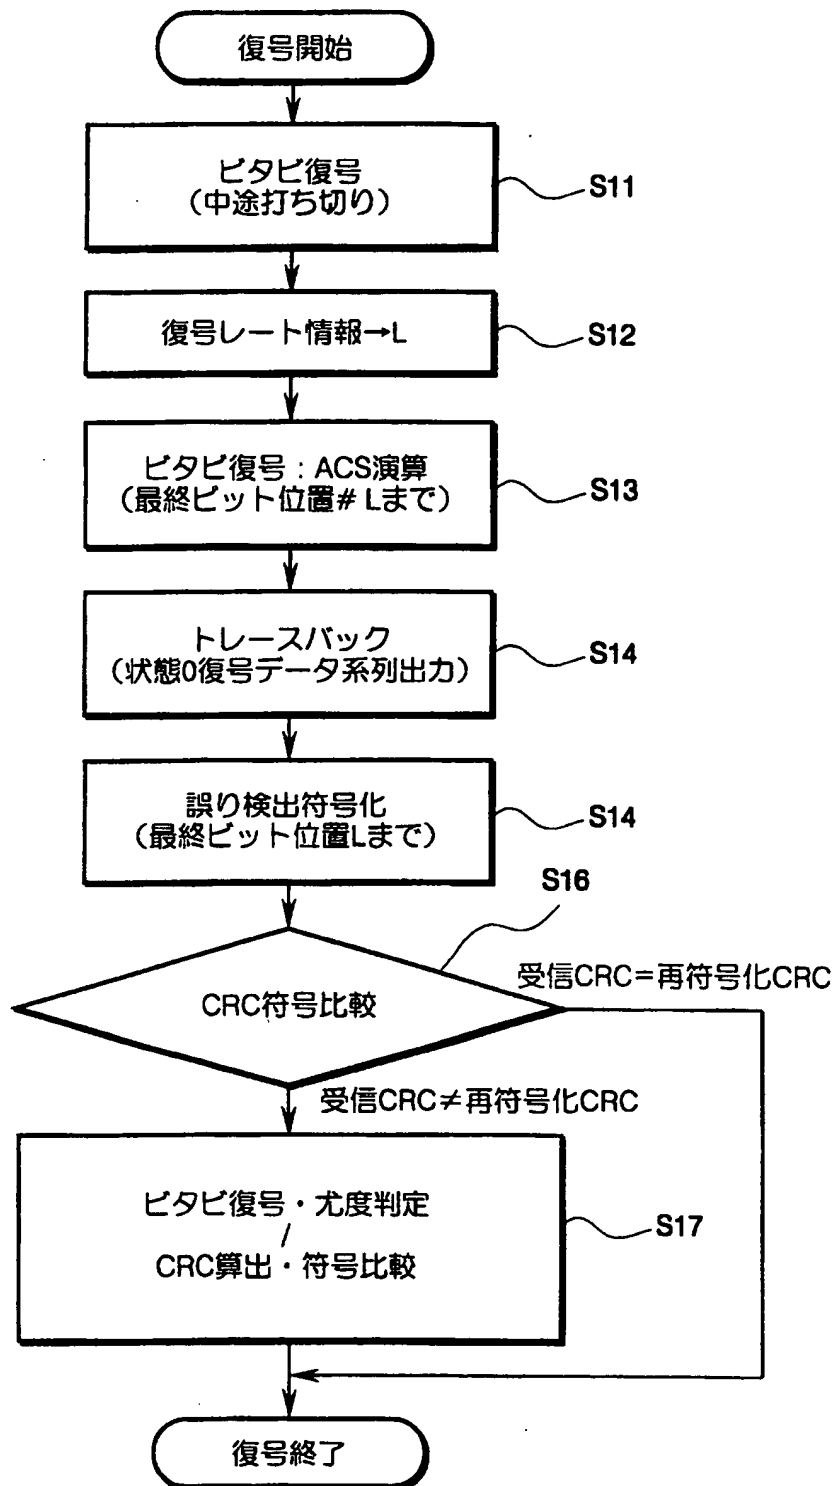 復号開始
ビタビ復号
(中途打ち切り)
S11
復号レート情報→L
S12
ビタビ復号:ACS演算
(最終ビット位置# Lまで)
S13
トレースバック
(状態0復号データ系列出力)
S14
誤り検出符号化
(最終ビット位置Lまで)
S14
S16
CRC符号比較
受信CRC=再符号化CRC
受信CRC≠再符号化CRC
ビタビ復号・尤度判定
/
CRC算出・符号比較
S17
復号終了